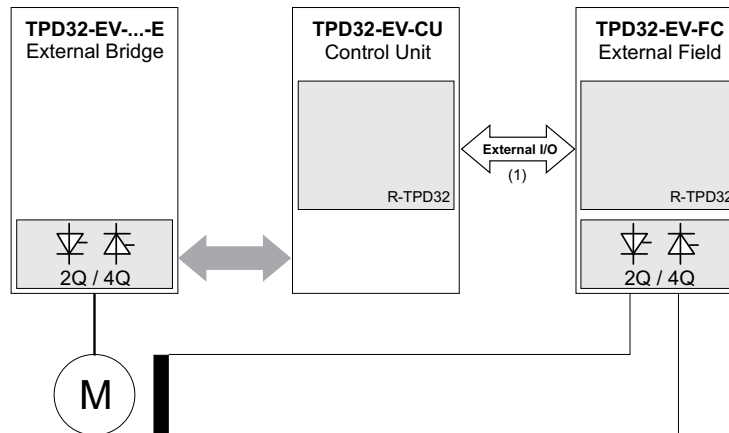 TPD32-EV-...-E
External Bridge
2Q / 4Q
M
TPD32-EV-CU
Control Unit
R-TPD32
External I/O
(1)
TPD32-EV-FC
External Field
R-TPD32
2Q / 4Q